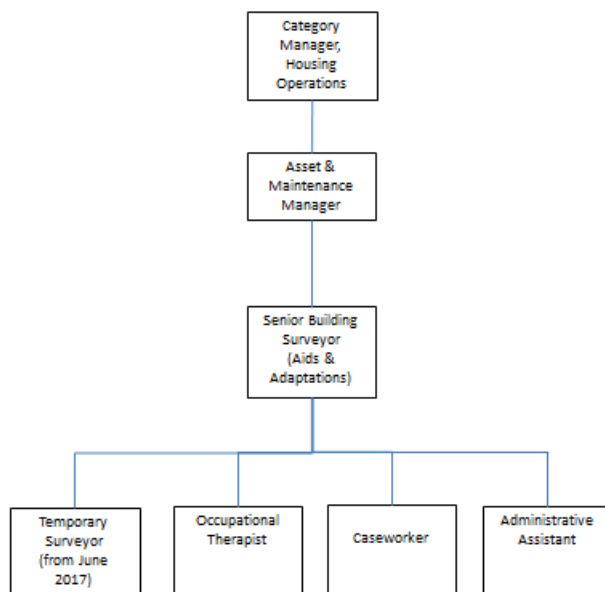 Category
Manager,
Housing
Operations
Asset &
Maintenance
Manager
Senior Building
Surveyor
(Aids &
Adaptations)
Temporary
Surveyor
(from June
2017)
Occupational
Therapist
Caseworker
Administrative
Assistant